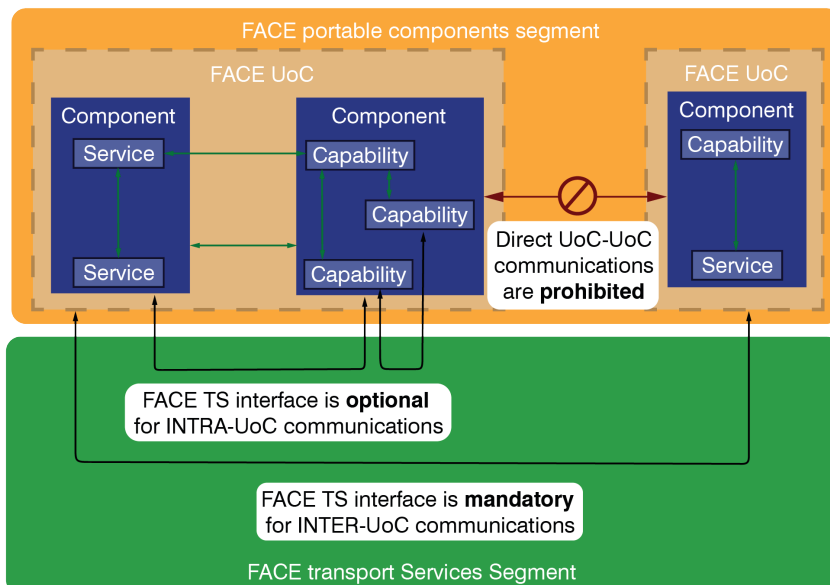 FACE portable components segment
FACE UoC
FACE UoC
Component
Service
Service
Component
Capability
Capability
Capability
Component
Capability
Service
Direct UoC-UoC
communications
are prohibited
FACE TS interface is optional
for INTRA-UoC communications
FACE TS interface is mandatory
for INTER-UoC communications
FACE transport Services Segment